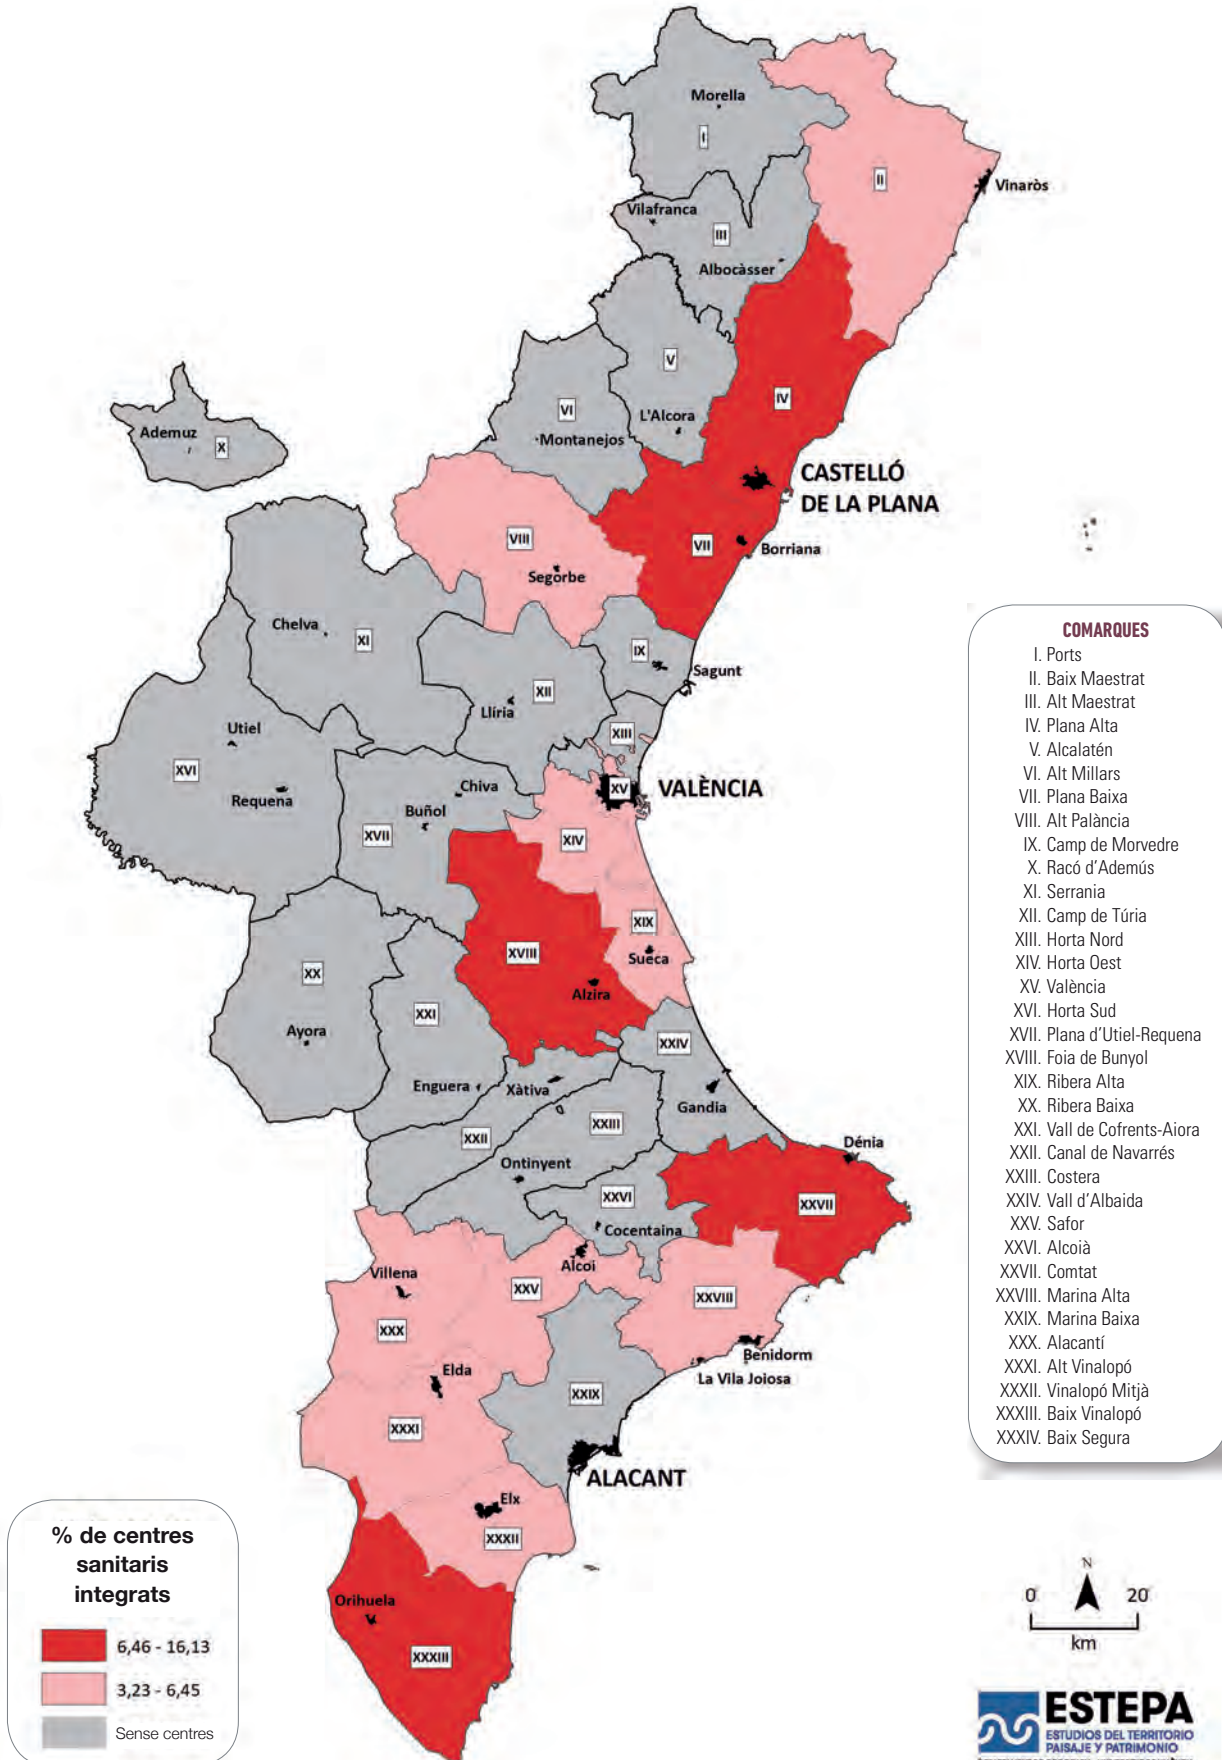 Morella
I
II
Vinaròs
Vilafranca
III
Albocàsser
V
VI
IV
L'Alcora
Montanejos
Ademuz
X
CASTELLÓ
DE LA PLANA
VIII
VII
Borriana
Segorbe
Chelva
XI
IX
Sagunt
XII
Llíria
XIII
Utiel
XVI
Requena
Chiva
XV
VALÈNCIA
Buñol
XVII
XIV
XIX
Sueca
XVIII
Alzira
XX
Ayora
XXI
XXIV
Enguera
Xàtiva
Gandia
XXII
XXIII
Dénia
Ontinyent
XXVI
XXVII
Cocentaina
Alcoi
Villena
XXV
XXVIII
XXX
Benidorm
La Vila Joiosa
Elda
XXIX
XXXI
ALACANT
Elx
XXXII
Orihuela
XXXIII
COMARQUES
I. Ports
II. Baix Maestrat
III. Alt Maestrat
IV. Plana Alta
V. Alcalatén
VI. Alt Millars
VII. Plana Baixa
VIII. Alt Palància
IX. Camp de Morvedre
X. Racó d'Ademús
XI. Serrania
XII. Camp de Túria
XIII. Horta Nord
XIV. Horta Oest
XV. València
XVI. Horta Sud
XVII. Plana d'Utiel-Requena
XVIII. Foia de Bunyol
XIX. Ribera Alta
XX. Ribera Baixa
XXI. Vall de Cofrents-Aiora
XXII. Canal de Navarrés
XXIII. Costera
XXIV. Vall d'Albaida
XXV. Safor
XXVI. Alcoià
XXVII. Comtat
XXVIII. Marina Alta
XXIX. Marina Baixa
XXX. Alacantí
XXXI. Alt Vinalopó
XXXII. Vinalopó Mitjà
XXXIII. Baix Vinalopó
XXXIV. Baix Segura
% de centres
sanitaris
integrats
6,46 - 16,13
3,23 - 6,45
Sense centres
N
0 20
km
ESTEPA
ESTUDIOS DEL TERRITORIO
PAISAJE Y PATRIMONIO